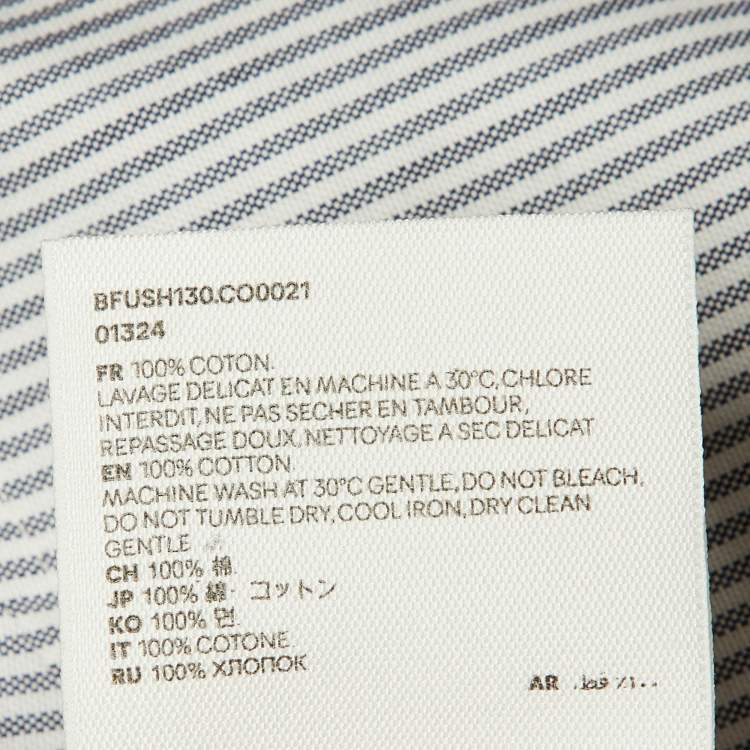 BFUSH130.CO0021
01324
FR 100% COTON.
LAVAGE DELICAT EN MACHINE A 30°C, CHLORE
INTERDIT, NE PAS SECHER EN TAMBOUR,
REPASSAGE DOUX, NETTOYAGE A SEC DELICAT
EN 100% COTTON.
MACHINE WASH AT 30°C GENTLE, DO NOT BLEACH,
DO NOT TUMBLE DRY, COOL IRON, DRY CLEAN
GENTLE
CH 100% 棉.
JP 100% 綿· コットン
KO 100% 면.
IT 100% COTONE.
RU 100% ХЛОПОК
AR ١٠٠٪ قطن.